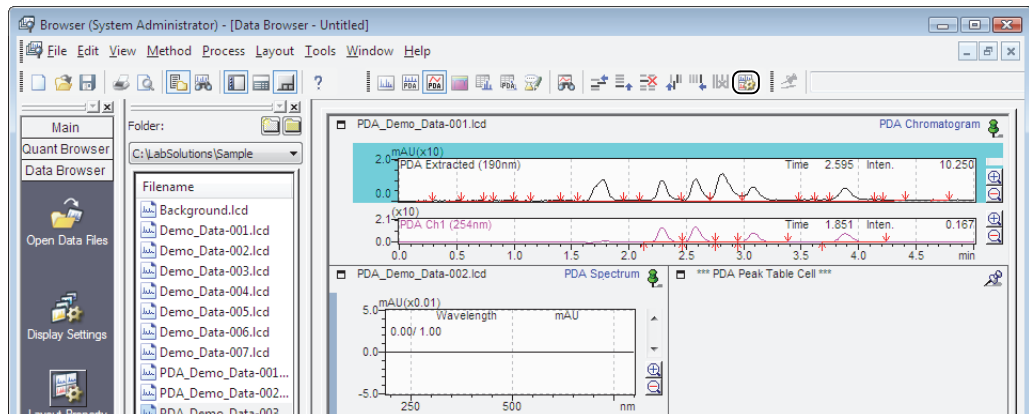 Browser (System Administrator) - [Data Browser - Untitled]
File Edit View Method Process Layout Tools Window Help
PDA PDA PDA ?
Main
Quant Browser
Data Browser
Open Data Files
Display Settings
Layout Property
Folder:
C:\LabSolutions\Sample
Filename
Background.lcd
Demo_Data-001.lcd
Demo_Data-002.lcd
Demo_Data-003.lcd
Demo_Data-004.lcd
Demo_Data-005.lcd
Demo_Data-006.lcd
Demo_Data-007.lcd
PDA_Demo_Data-001...
PDA_Demo_Data-002...
PDA_Demo_Data-003
PDA_Demo_Data-001.lcd PDA Chromatogram
mAU(x10)
2.0 PDA Extracted (190nm) Time 2.595 Inten. 10.250
0.0
(x10)
2.1 PDA Ch1 (254nm) Time 1.851 Inten. 0.167
0.0
0.0 0.5 1.0 1.5 2.0 2.5 3.0 3.5 4.0 4.5 min
PDA_Demo_Data-002.lcd PDA Spectrum
mAU(x0.01)
5.0 Wavelength mAU
0.00/ 1.00
0.0
-5.0
250 500 nm
*** PDA Peak Table Cell ***